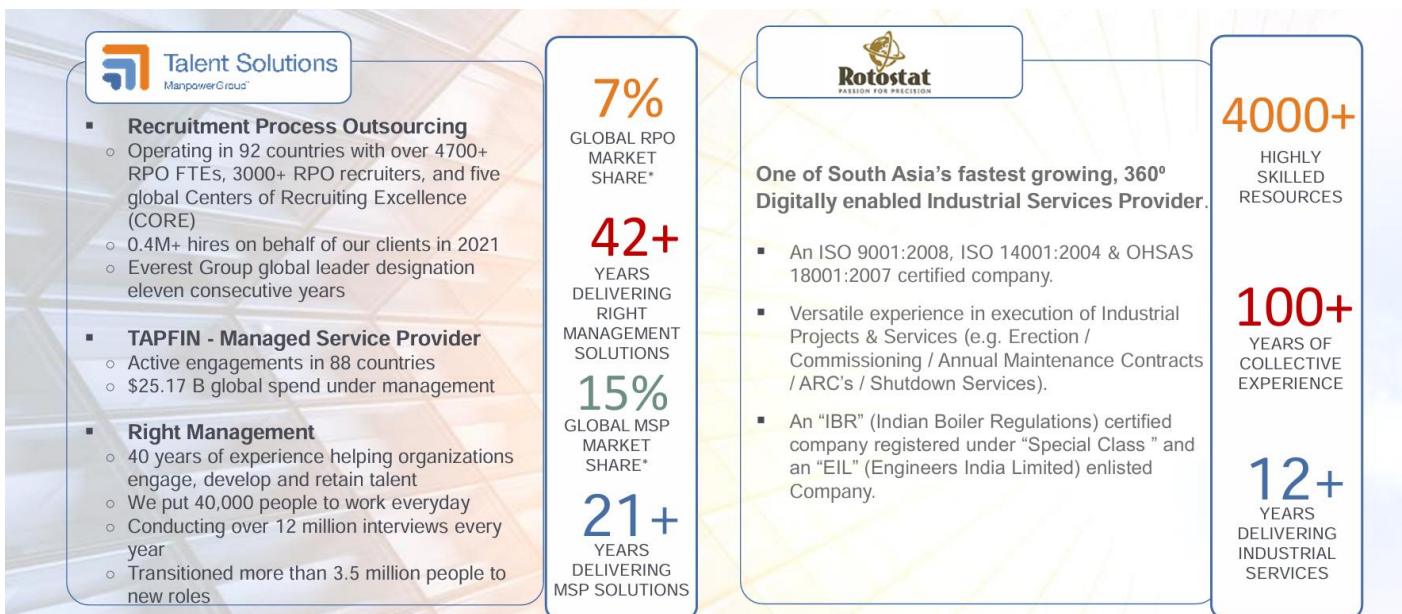 Talent Solutions
ManpowerGroup
▪ Recruitment Process Outsourcing
○ Operating in 92 countries with over 4700+
RPO FTEs, 3000+ RPO recruiters, and five
global Centers of Recruiting Excellence
(CORE)
○ 0.4M+ hires on behalf of our clients in 2021
○ Everest Group global leader designation
eleven consecutive years
▪ TAPFIN - Managed Service Provider
○ Active engagements in 88 countries
○ $25.17 B global spend under management
▪ Right Management
○ 40 years of experience helping organizations
engage, develop and retain talent
○ We put 40,000 people to work everyday
○ Conducting over 12 million interviews every
year
○ Transitioned more than 3.5 million people to
new roles
7%
GLOBAL RPO
MARKET
SHARE*
42+
YEARS
DELIVERING
RIGHT
MANAGEMENT
SOLUTIONS
15%
GLOBAL MSP
MARKET
SHARE*
21+
YEARS
DELIVERING
MSP SOLUTIONS
Rotostat
PASSION FOR PRECISION
One of South Asia’s fastest growing, 360⁰
Digitally enabled Industrial Services Provider.
▪ An ISO 9001:2008, ISO 14001:2004 & OHSAS
18001:2007 certified company.
▪ Versatile experience in execution of Industrial
Projects & Services (e.g. Erection /
Commissioning / Annual Maintenance Contracts
/ ARC’s / Shutdown Services).
▪ An “IBR” (Indian Boiler Regulations) certified
company registered under “Special Class ” and
an “EIL” (Engineers India Limited) enlisted
Company.
4000+
HIGHLY
SKILLED
RESOURCES
100+
YEARS OF
COLLECTIVE
EXPERIENCE
12+
YEARS
DELIVERING
INDUSTRIAL
SERVICES